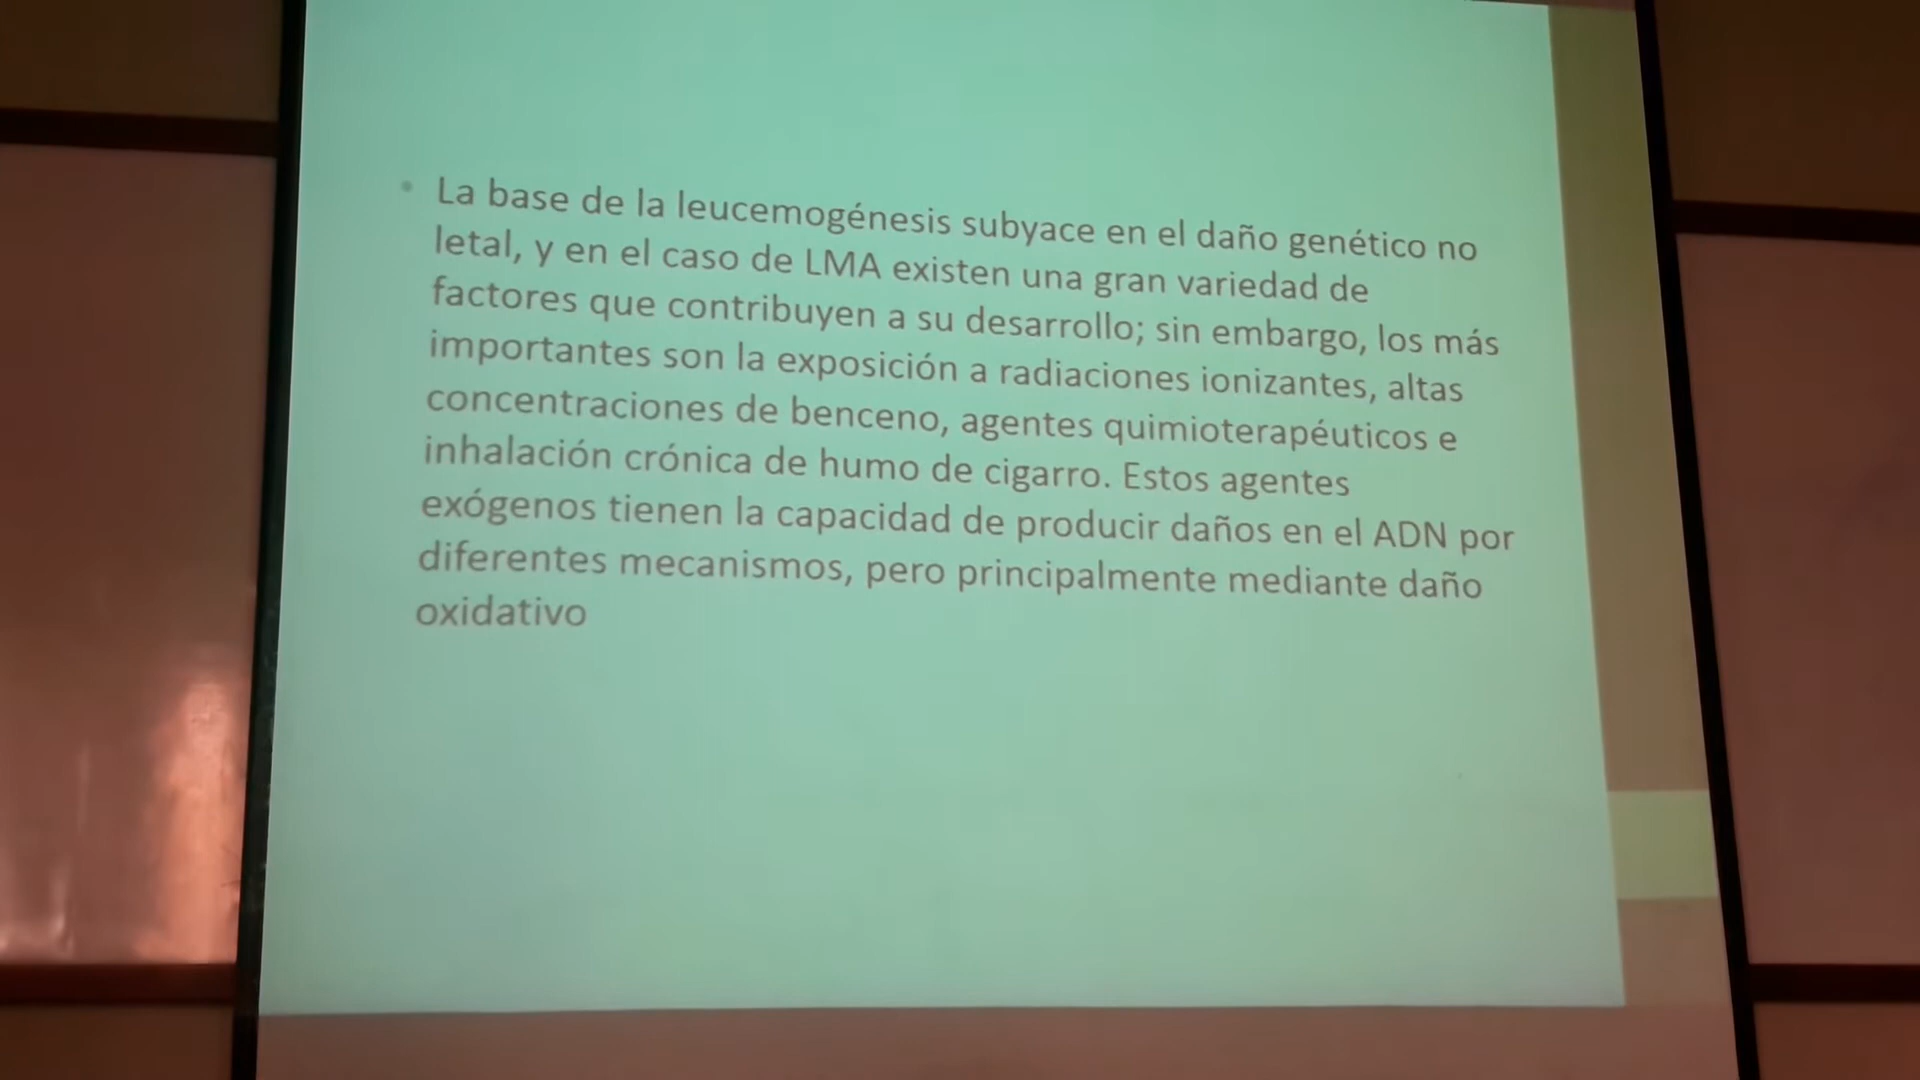 • La base de la leucemogénesis subyace en el daño genético no
letal, y en el caso de LMA existen una gran variedad de
factores que contribuyen a su desarrollo; sin embargo, los más
importantes son la exposición a radiaciones ionizantes, altas
concentraciones de benceno, agentes quimioterapéuticos e
inhalación crónica de humo de cigarro. Estos agentes
exógenos tienen la capacidad de producir daños en el ADN por
diferentes mecanismos, pero principalmente mediante daño
oxidativo